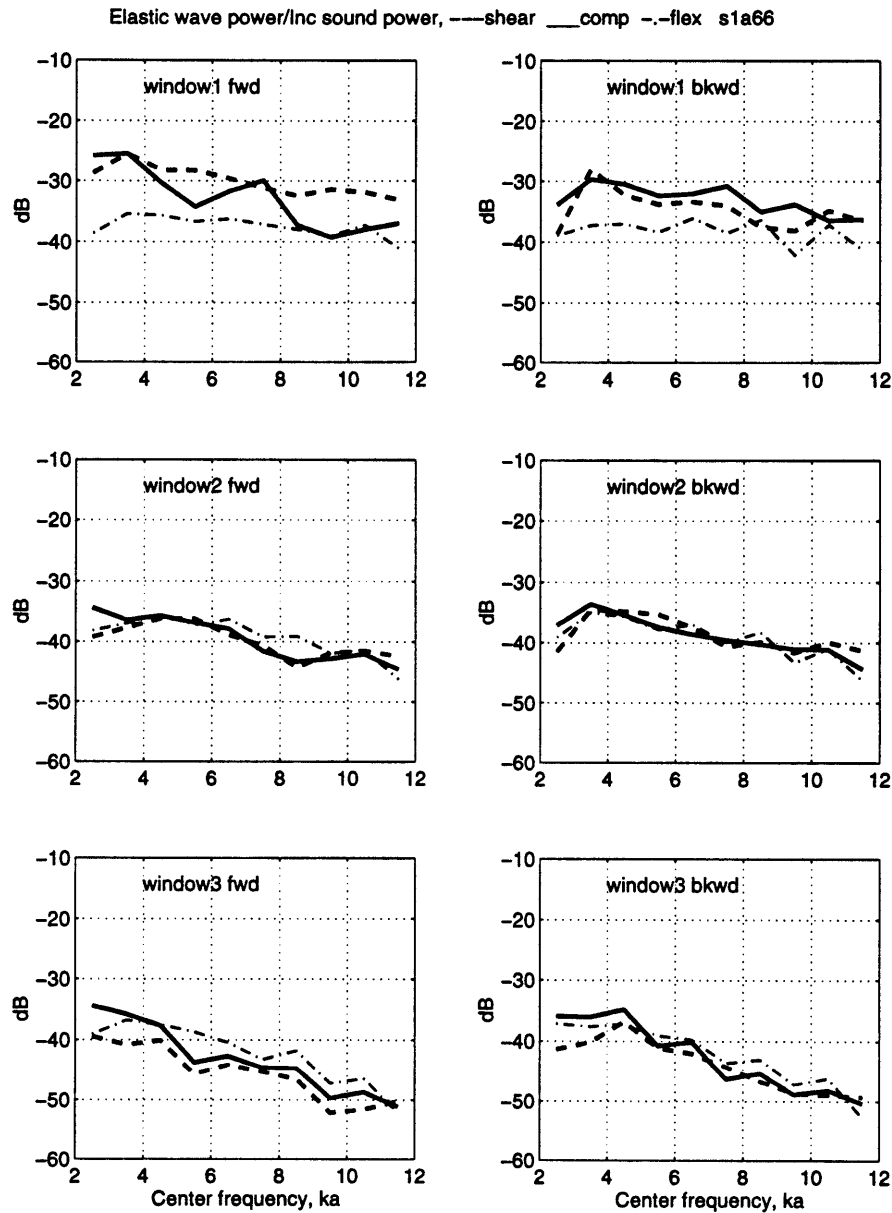 Elastic wave power/Inc sound power, ----shear ___comp -.-flex s1a66
window1 fwd
-10
-20
-30
-40
-50
-60
dB
2 4 6 8 10 12
window1 bkwd
-10
-20
-30
-40
-50
-60
dB
2 4 6 8 10 12
window2 fwd
-10
-20
-30
-40
-50
-60
dB
2 4 6 8 10 12
window2 bkwd
-10
-20
-30
-40
-50
-60
dB
2 4 6 8 10 12
window3 fwd
-10
-20
-30
-40
-50
-60
dB
2 4 6 8 10 12
Center frequency, ka
window3 bkwd
-10
-20
-30
-40
-50
-60
dB
2 4 6 8 10 12
Center frequency, ka